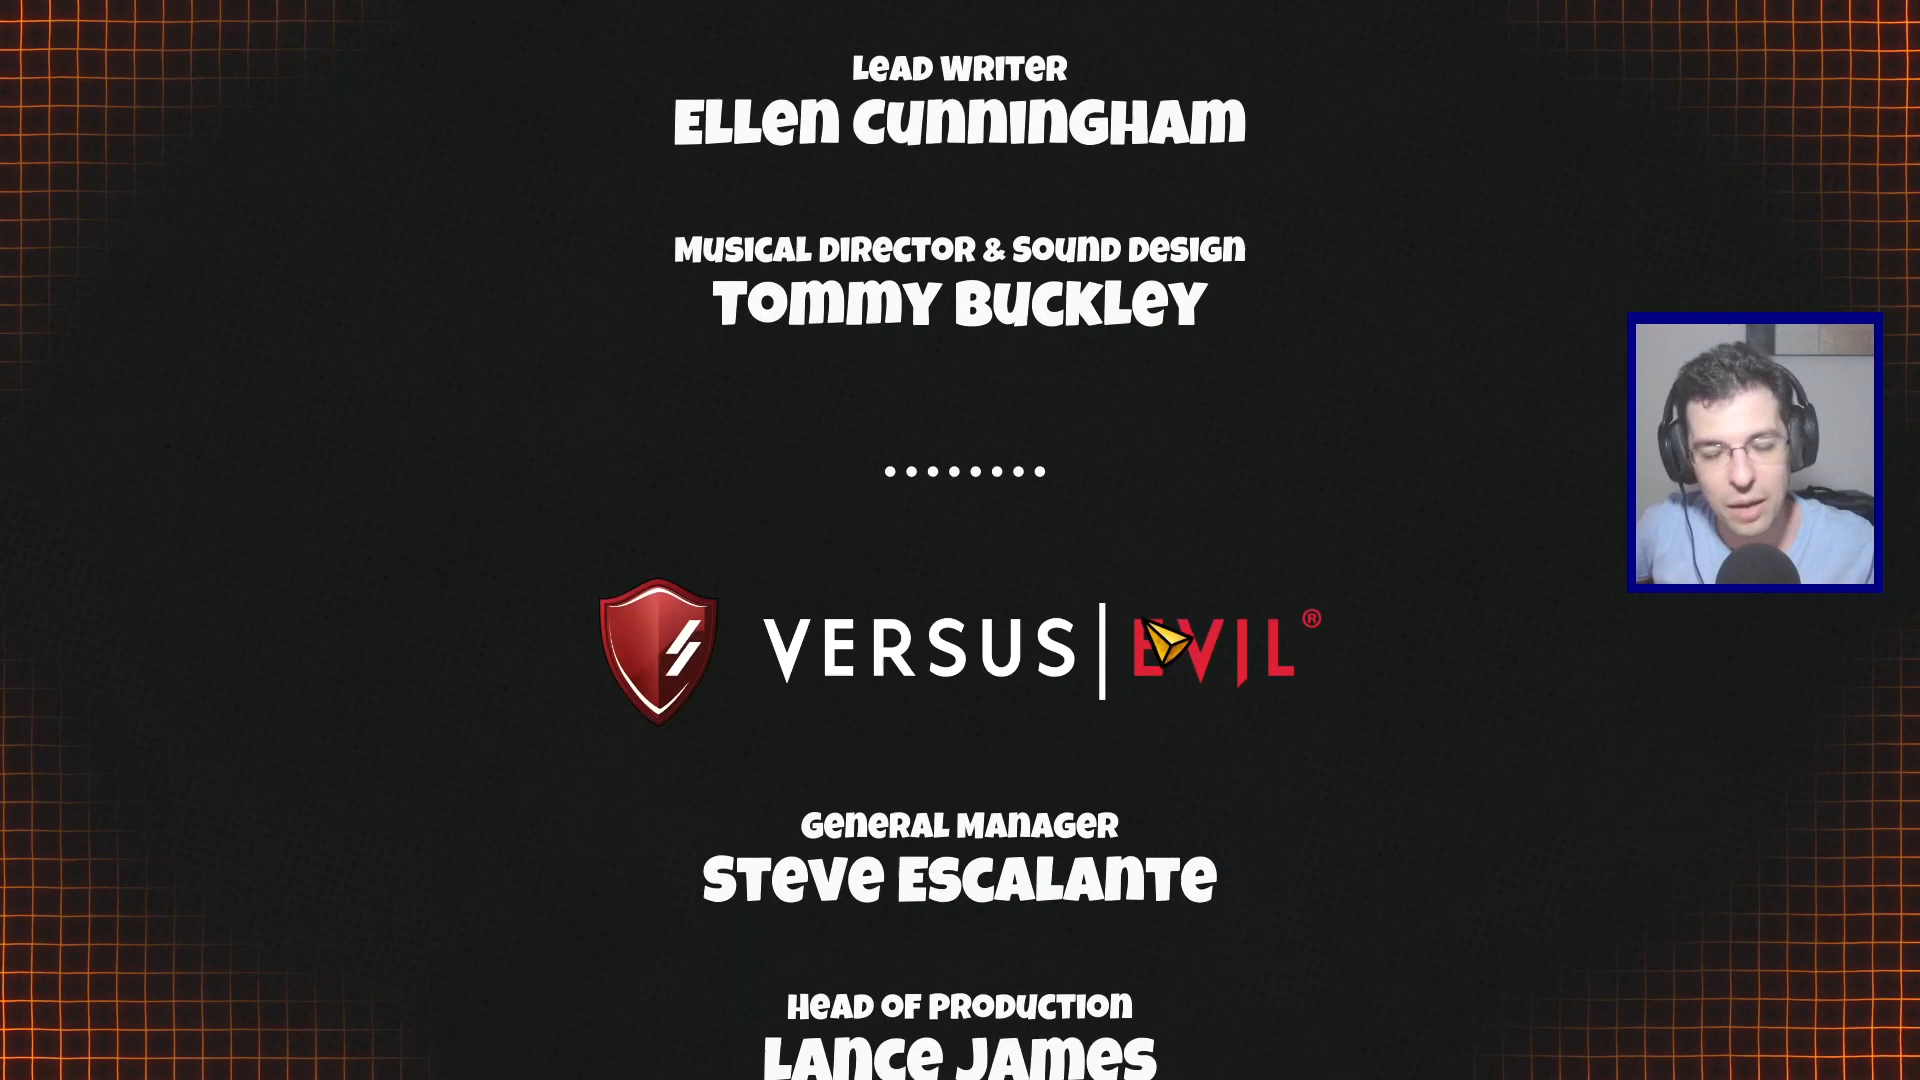 Lead Writer
Ellen Cunningham
Musical Director & Sound Design
Tommy Buckley
........
VERSUS | EVIL®
General Manager
Steve Escalante
Head of Production
Lance James